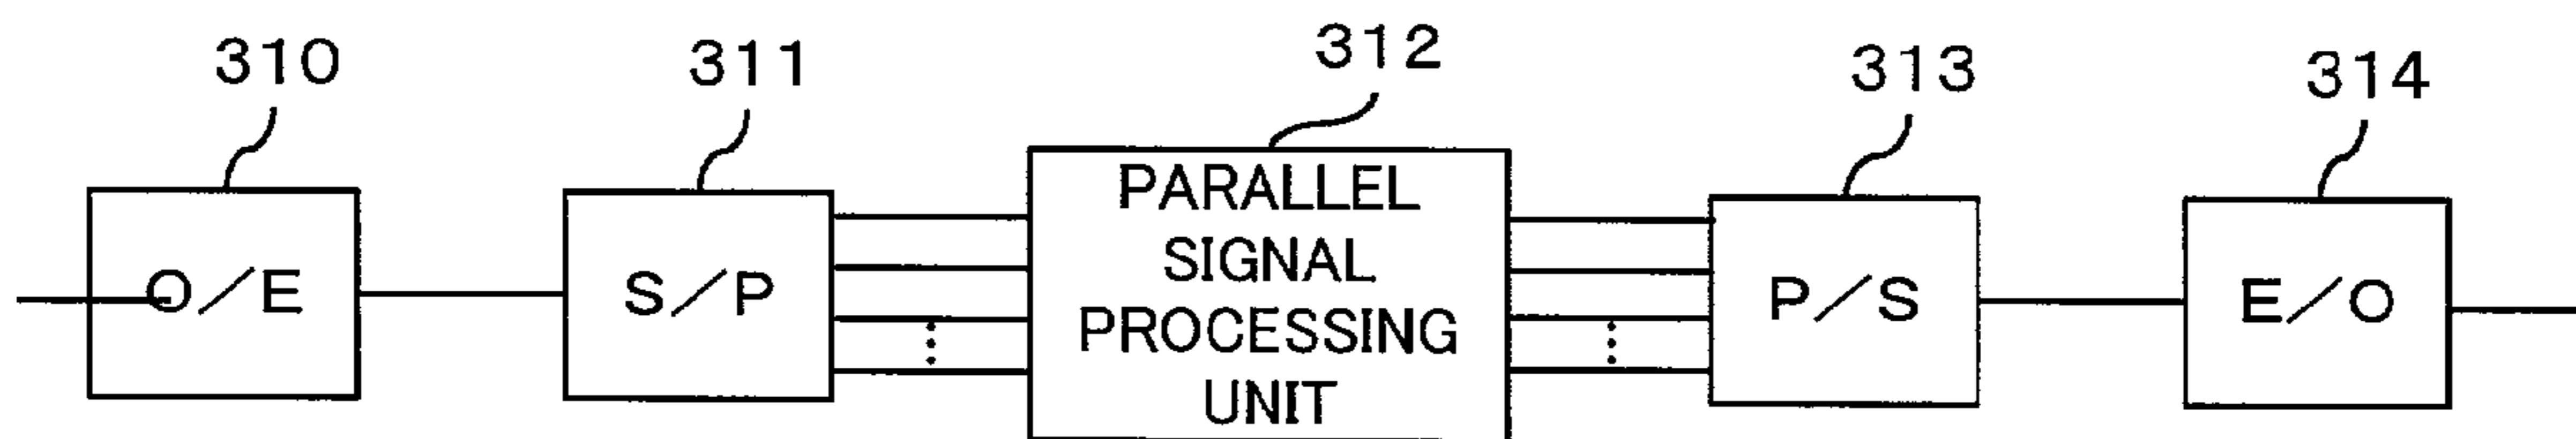 310
311
312
313
314
O/E
S/P
PARALLEL
SIGNAL
PROCESSING
UNIT
P/S
E/O